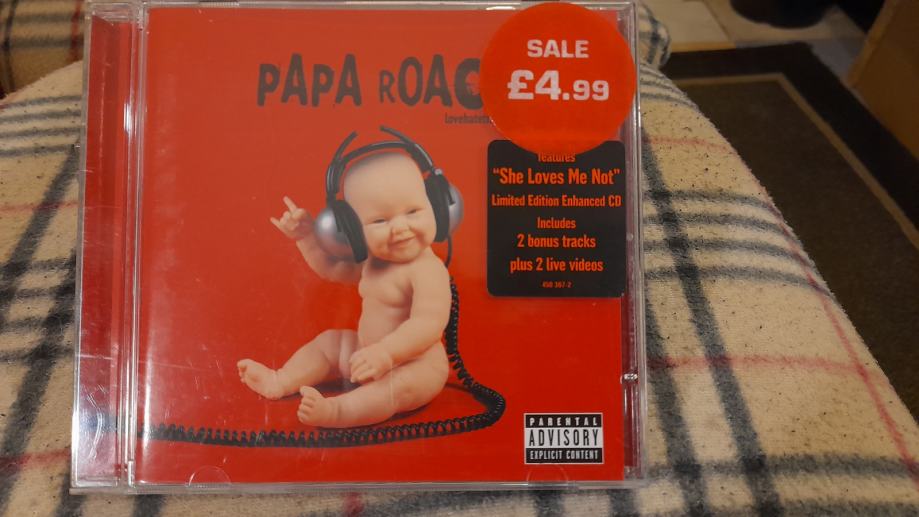 PAPA ROAC
lovehatetr
SALE
£4.99
features
"She Loves Me Not"
Limited Edition Enhanced CD
Includes
2 bonus tracks
plus 2 live videos
450 367-2
PARENTAL
ADVISORY
EXPLICIT CONTENT